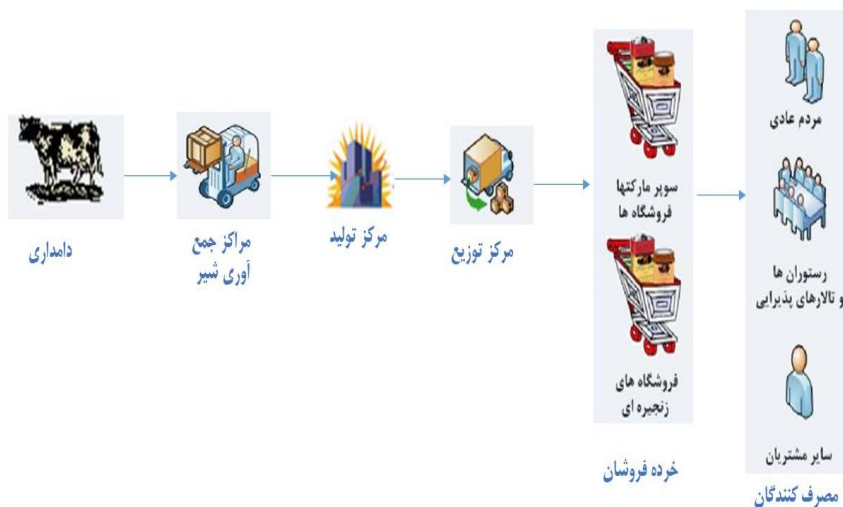 دامداری
مراکز جمع
آوری شیر
مرکز تولید
مرکز توزیع
سوپر مارکتها
فروشگاه ها
فروشگاه های
زنجیره ای
خرده فروشان
مردم عادی
رستوران ها
و تالارهای پذیرایی
سایر مشتریان
مصرف کنندگان